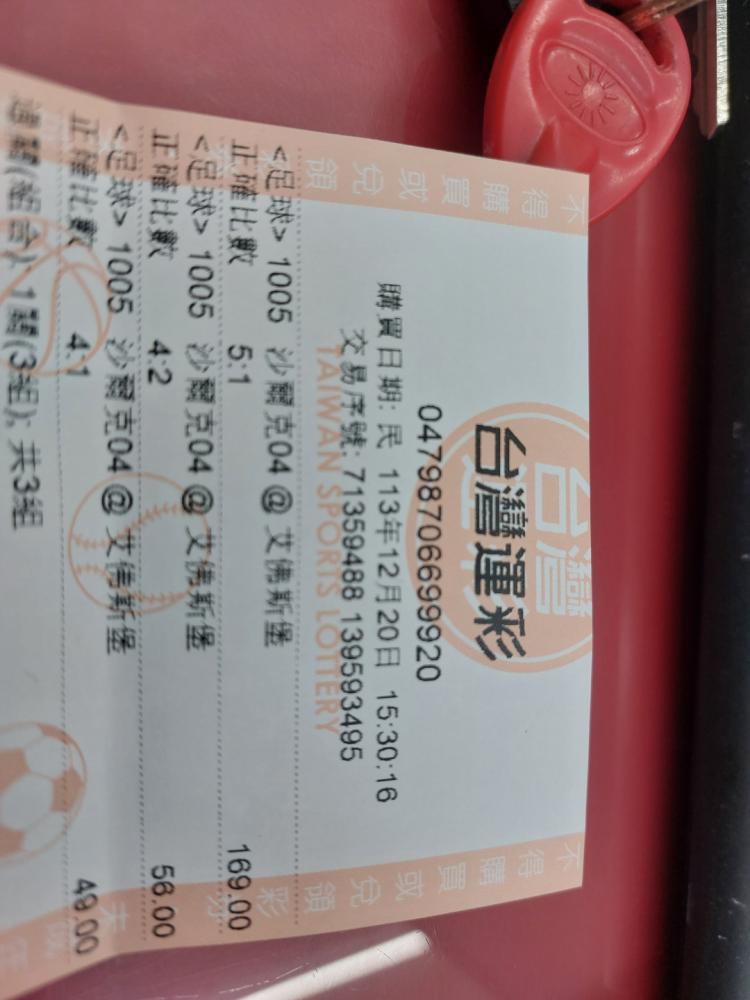 台灣運彩
0479870669920
購買日期: 民 113年12月20日 15:30:16
交易序號: 71359488 139593495
TAIWAN SPORTS LOTTERY
<足球> 1005 沙爾克04 @ 艾佛斯堡
正確比數 5:1 169.00
<足球> 1005 沙爾克04 @ 艾佛斯堡
正確比數 4:2 56.00
<足球> 1005 沙爾克04 @ 艾佛斯堡
正確比數 4:1 49.00
過關(組合): 1關(3組); 共3組
不得購買或兌領
不得購買或兌領彩